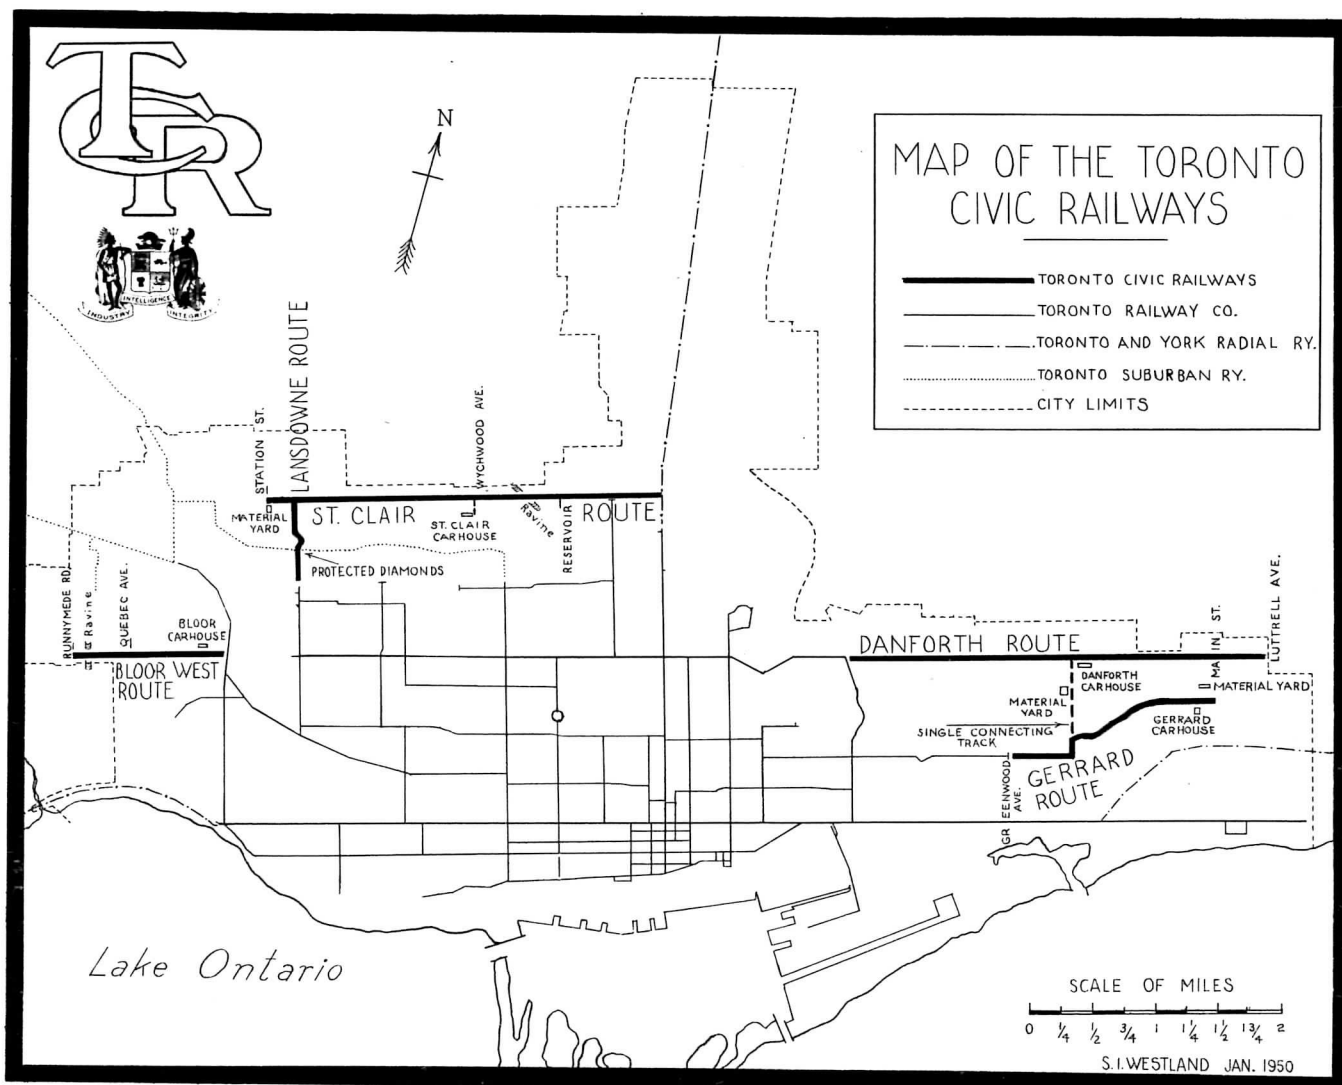 TCR
INTELLIGENCE
INDUSTRY INTEGRITY
N
MAP OF THE TORONTO
CIVIC RAILWAYS
TORONTO CIVIC RAILWAYS
TORONTO RAILWAY CO.
TORONTO AND YORK RADIAL RY.
TORONTO SUBURBAN RY.
CITY LIMITS
STATION ST.
LANSDOWNE ROUTE
WYCHWOOD AVE.
MATERIAL
YARD
ST. CLAIR
ROUTE
ST. CLAIR
CARHOUSE
Ravine
RESERVOIR
PROTECTED DIAMONDS
RUNNYMEDE RD.
Ravine
QUEBEC AVE.
BLOOR
CARHOUSE
BLOOR WEST
ROUTE
DANFORTH ROUTE
MAIN ST.
LUTTRELL AVE.
DANFORTH
CARHOUSE
MATERIAL YARD
MATERIAL
YARD
GERRARD
CARHOUSE
SINGLE CONNECTING
TRACK
GREENWOOD
AVE.
GERRARD
ROUTE
Lake Ontario
SCALE OF MILES
0 1/4 1/2 3/4 1 1 1/4 1 1/2 1 3/4 2
S.I. WESTLAND JAN. 1950